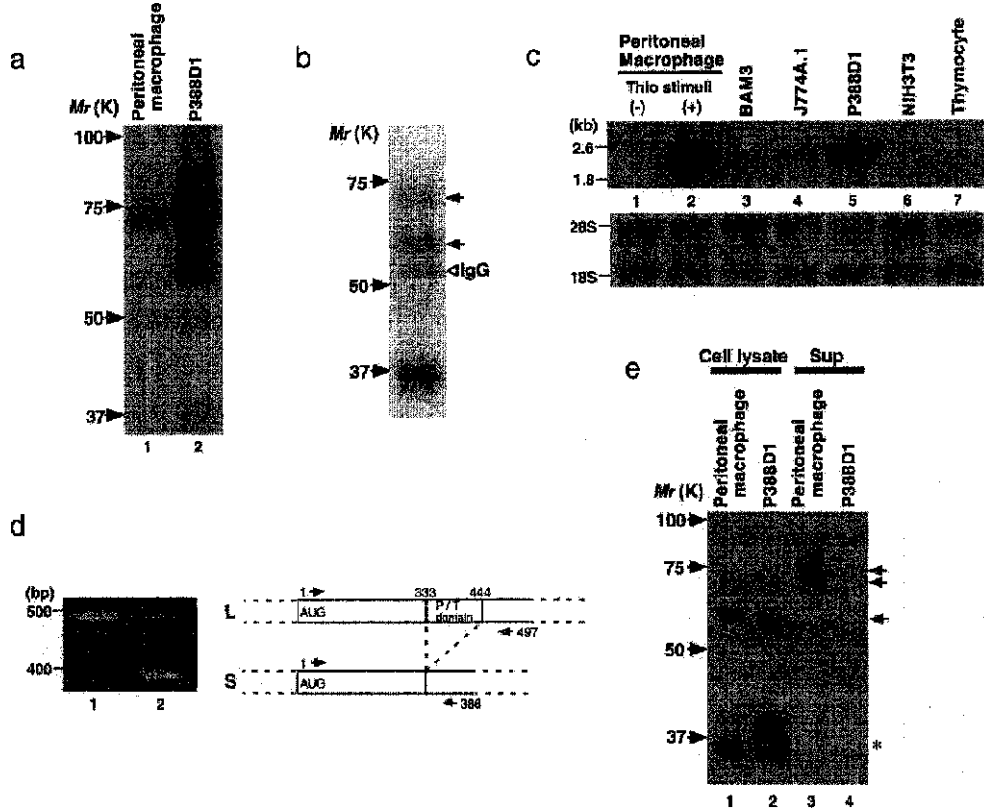 a
Peritoneal macrophage
P388D1
Mr (K)
100
75
50
37
1 2
b
Mr (K)
75
IgG
50
37
c
Peritoneal
Macrophage
Thio stimuli
(-) (+)
BAM3
J774A.1
P388D1
NIH3T3
Thymocyte
(kb)
2.6
1.8
1 2 3 4 5 6 7
28S
18S
d
(bp)
500
400
1 2
L
1 333 444
AUG
P / T
domain
497
S
1
AUG
386
e
Cell lysate Sup
Peritoneal macrophage
P388D1
Peritoneal macrophage
P388D1
Mr (K)
100
75
50
37
*
1 2 3 4